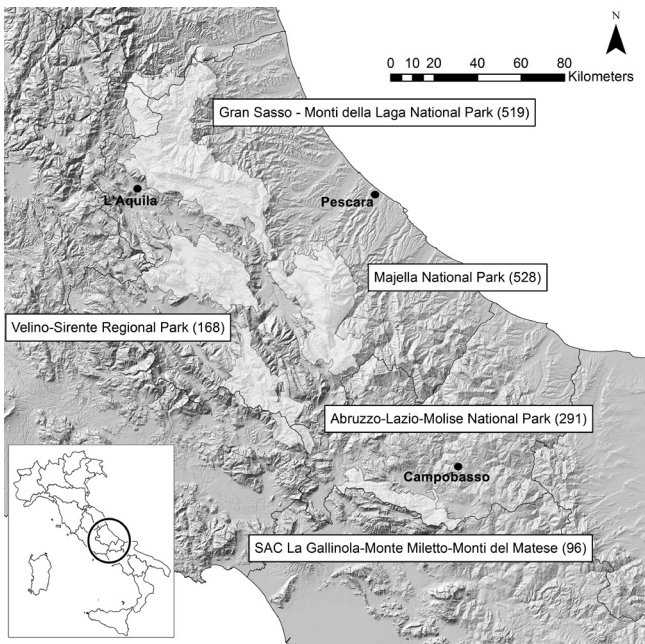 N
0 10 20 40 60 80
Kilometers
Gran Sasso - Monti della Laga National Park (519)
L'Aquila
Pescara
Majella National Park (528)
Velino-Sirente Regional Park (168)
Abruzzo-Lazio-Molise National Park (291)
Campobasso
SAC La Gallinola-Monte Miletto-Monti del Matese (96)